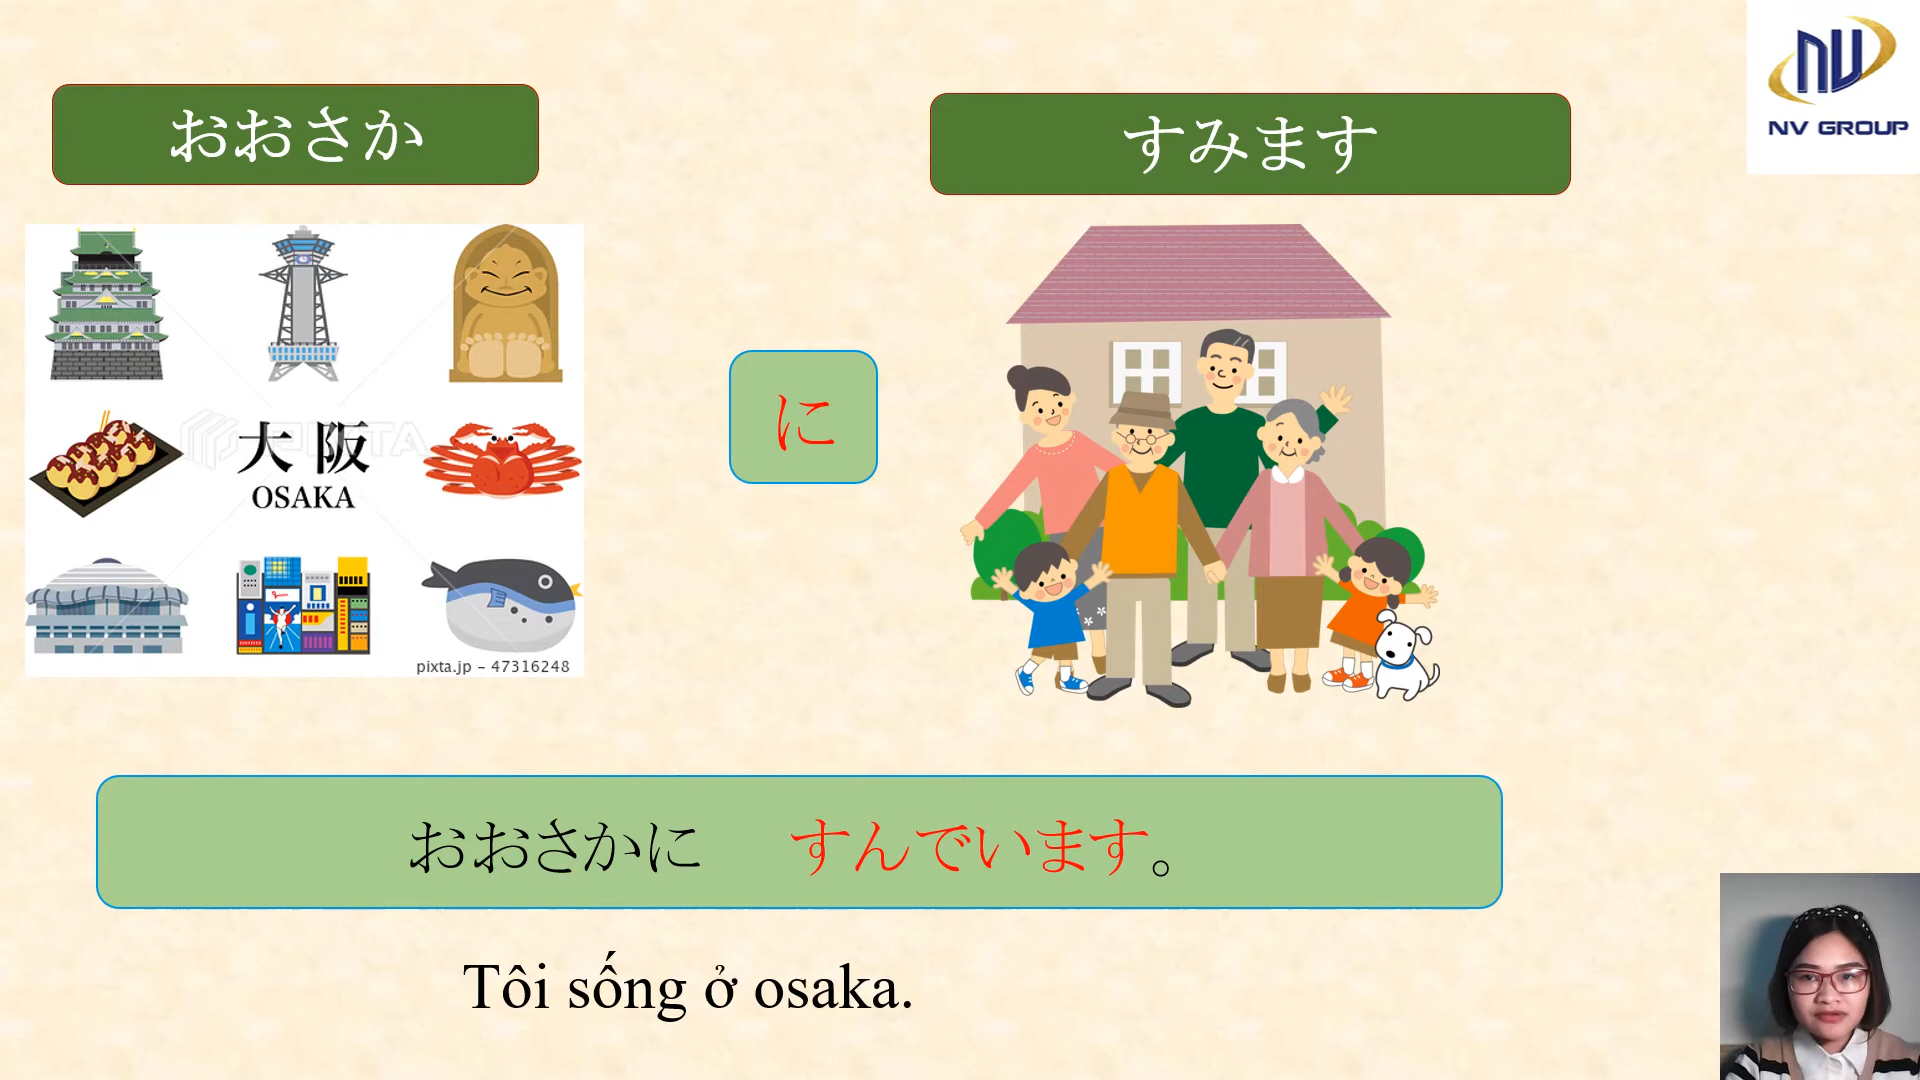 おおさか
すみます
NV
NV GROUP
大阪
OSAKA
pixta.jp - 47316248
に
おおさかに すんでいます。
Tôi sống ở osaka.